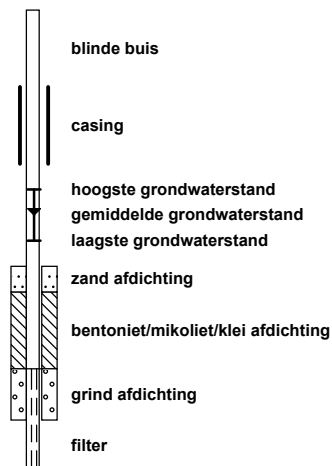 blinde buis
casing
hoogste grondwaterstand
gemiddelde grondwaterstand
laagste grondwaterstand
zand afdichting
bentoniet/mikoliet/klei afdichting
grind afdichting
filter